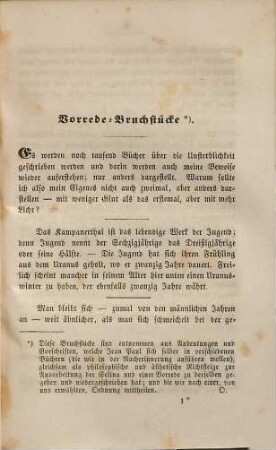 Vorrede-Bruchstücke *).
Es werden noch tausend Bücher über die Unsterblichkeit
geschrieben werden und darin werden auch meine Beweise
wieder auferstehen; nur anders dargestellt. Warum sollte
ich also mein Eigenes nicht auch zweimal, aber anders dar-
stellen — mit weniger Glut als das erstemal, aber mit mehr
Licht?
Das Kampanerthal ist das lebendige Werk der Jugend;
denn Jugend nennt der Sechzigjährige das Dreißigjährige
oder seine Hälfte. — Die Jugend hat sich ihren Frühling
aus dem Uranus geholt, wo er zwanzig Jahre dauert. Frei-
lich scheint mancher in seinem Alter hier unten einen Uranus-
winter zu haben, der ebenfalls zwanzig Jahre währt.
Man bleibt sich — zumal von den männlichen Jahren
an — weit ähnlicher, als man sich schmeichelt bei der ge-
*) Diese Bruchstücke sind entnommen aus Andeutungen und
Vorschriften, welche Jean Paul sich selber in verschiedenen
Büchern (die wir in der Nacherinnerung anführen wollen),
gleichsam als philosophische und ästhetische Richtsteige zur
Ausarbeitung der Selina und einer Vorrede zu derselben gege-
ben und niedergeschrieben hat; und die wir nach einer, von
uns erwählten, Ordnung mittheilen. O.
1*